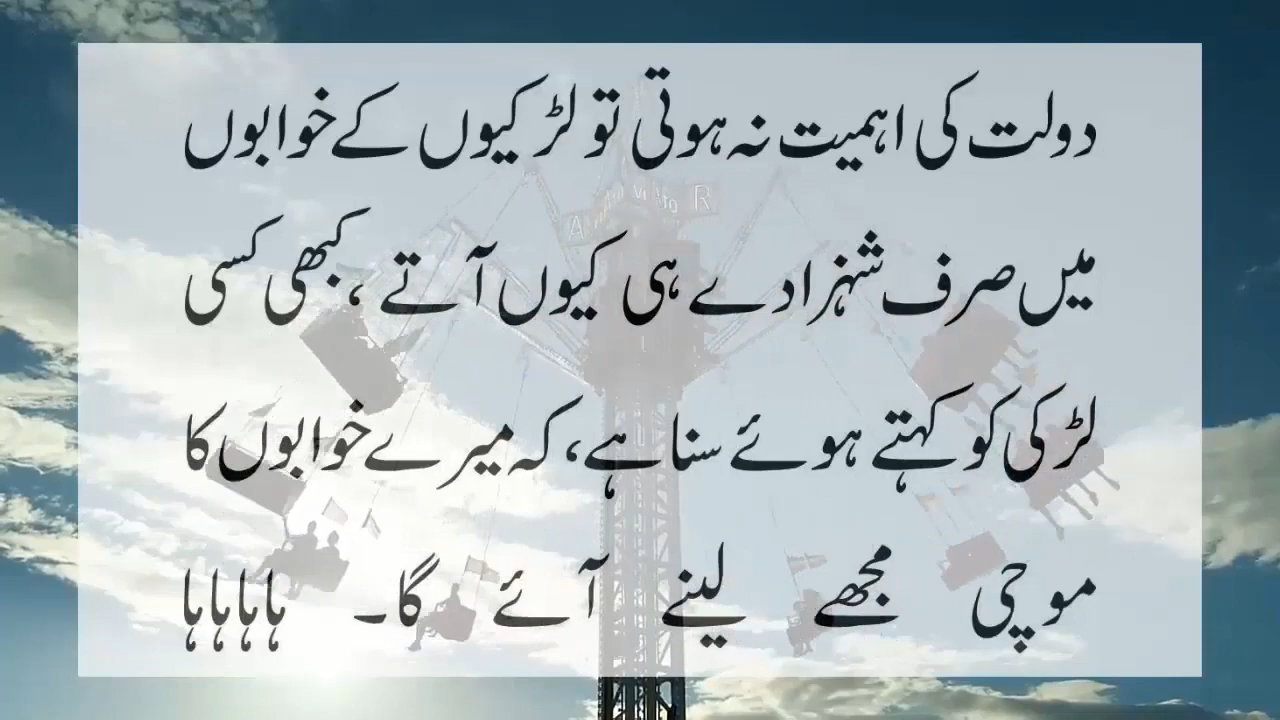 دولت کی اہمیت نہ ہوتی تو لڑکیوں کے خوابوں
میں صرف شہزادے ہی کیوں آتے ، کبھی کسی
لڑکی کو کہتے ہوئے سنا ہے، کہ میرے خوابوں کا
موچی مجھے لینے آئے گا۔ ہاہاہاہا